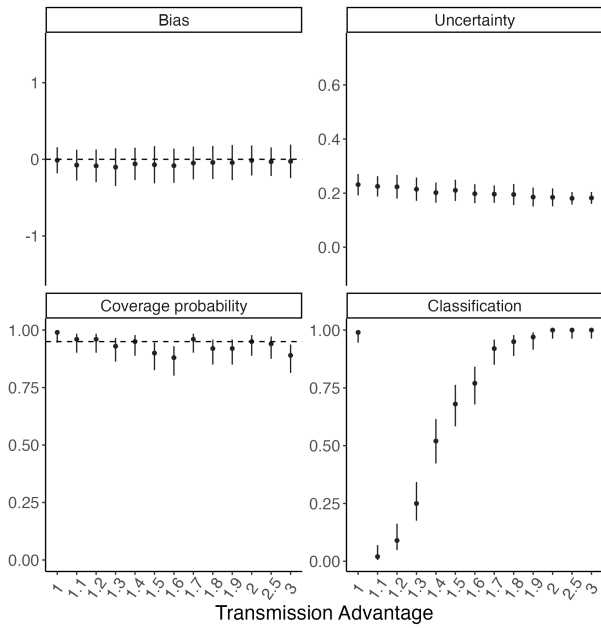 Bias
Uncertainty
1
0
-1
0.6
0.4
0.2
0.0
Coverage probability
Classification
1.00
0.75
0.50
0.25
0.00
1.00
0.75
0.50
0.25
0.00
1 1.1 1.2 1.3 1.4 1.5 1.6 1.7 1.8 1.9 2 2.5 3
1 1.1 1.2 1.3 1.4 1.5 1.6 1.7 1.8 1.9 2 2.5 3
Transmission Advantage